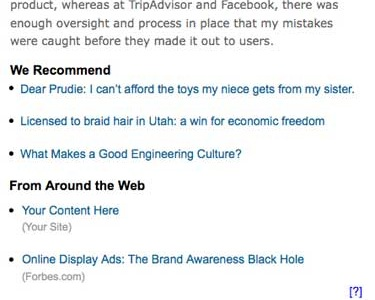 product, whereas at TripAdvisor and Facebook, there was
enough oversight and process in place that my mistakes
were caught before they made it out to users.
We Recommend
• Dear Prudie: I can't afford the toys my niece gets from my sister.
• Licensed to braid hair in Utah: a win for economic freedom
• What Makes a Good Engineering Culture?
From Around the Web
• Your Content Here
(Your Site)
• Online Display Ads: The Brand Awareness Black Hole
(Forbes.com)
[?]